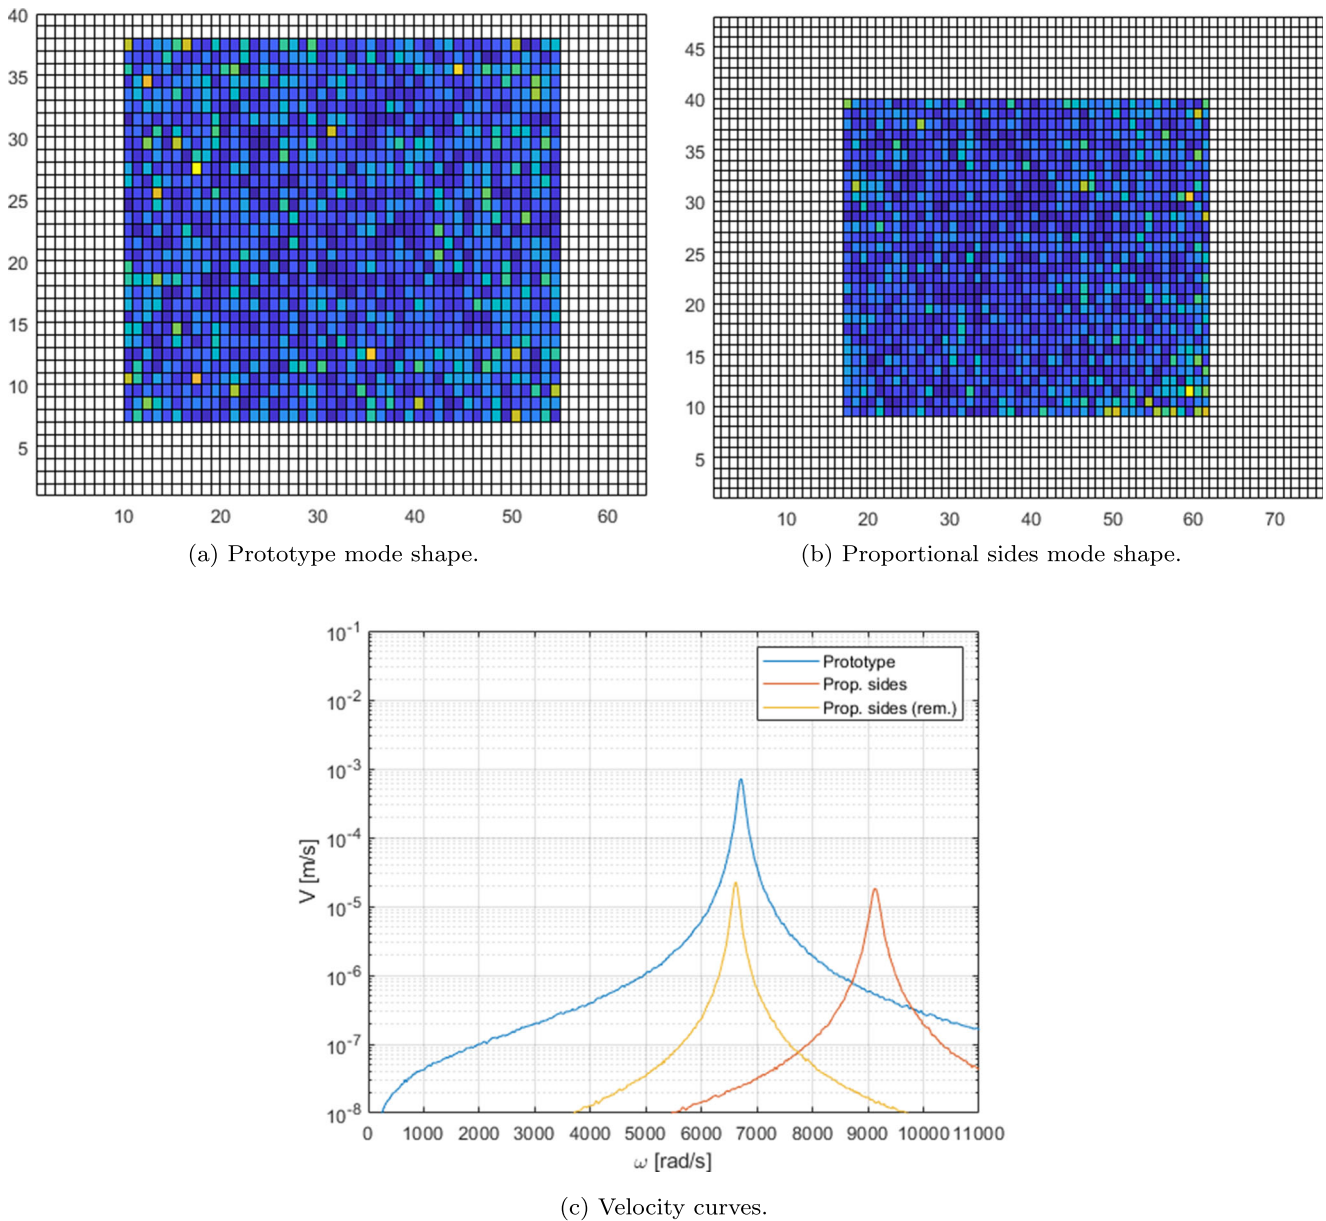 40
35
30
25
20
15
10
5
10 20 30 40 50 60
(a) Prototype mode shape.
45
40
35
30
25
20
15
10
5
10 20 30 40 50 60 70
(b) Proportional sides mode shape.
10-1
10-2
10-3
10-4
10-5
10-6
10-7
10-8
V [m/s]
Prototype
Prop. sides
Prop. sides (rem.)
0 1000 2000 3000 4000 5000 6000 7000 8000 9000 10000 11000
ω [rad/s]
(c) Velocity curves.